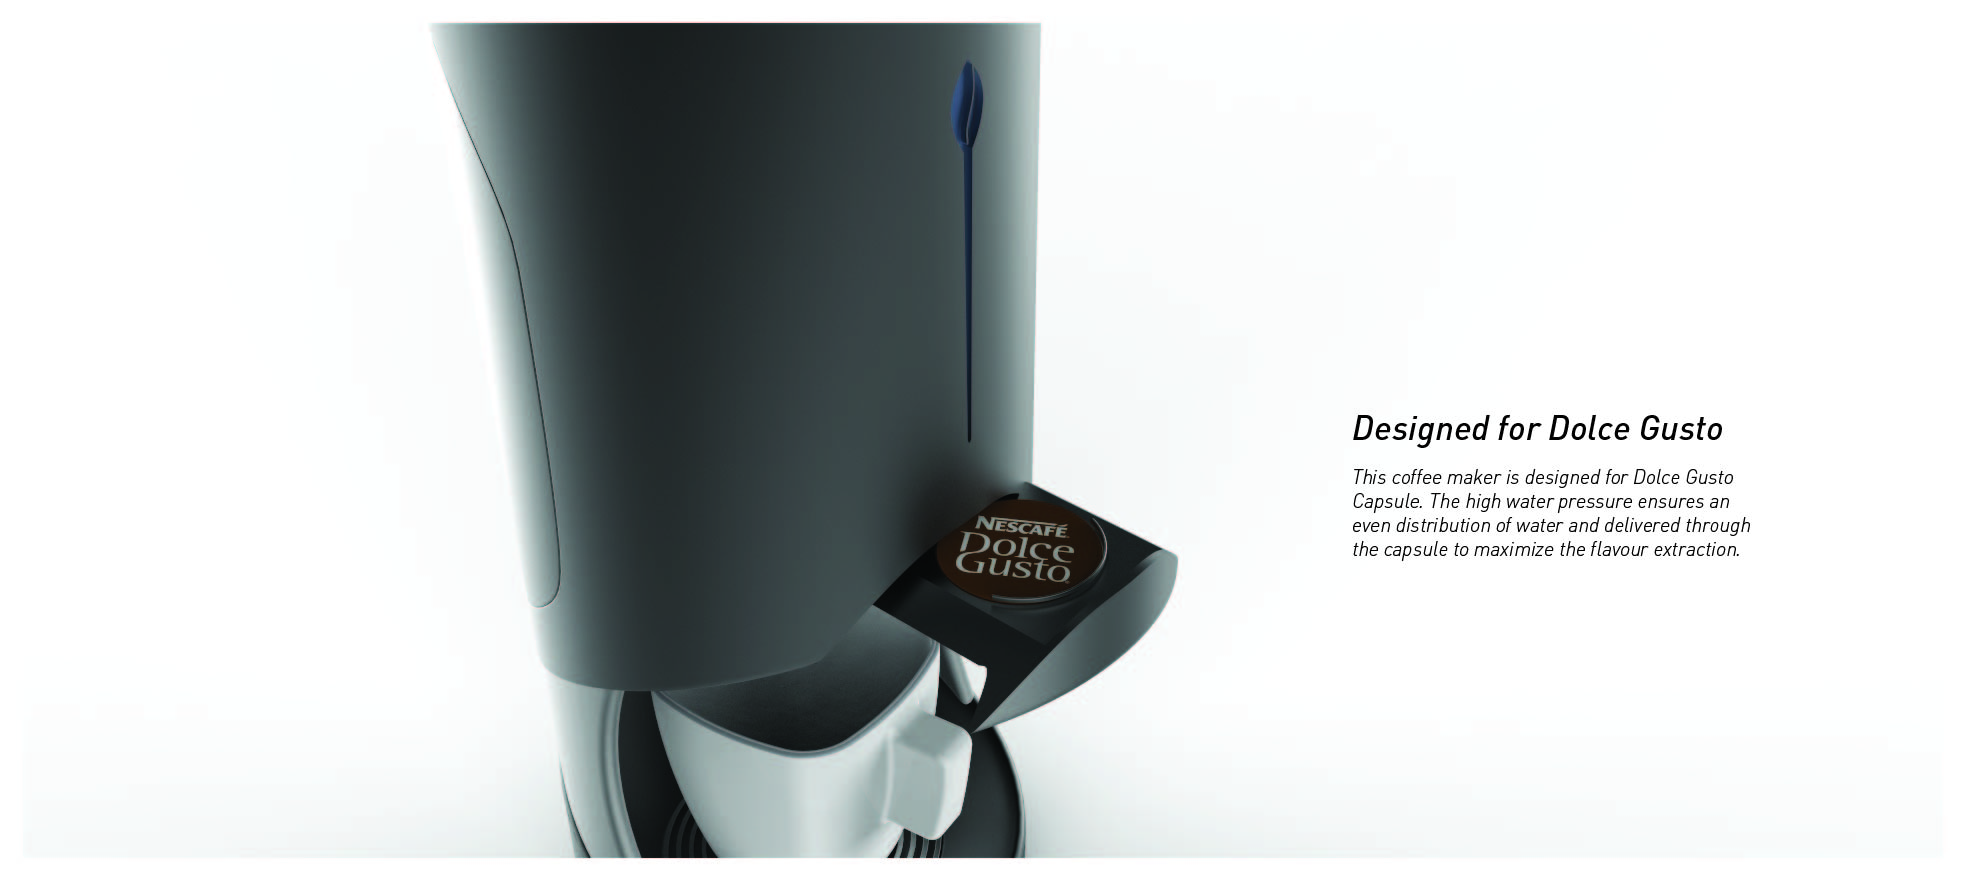 Designed for Dolce Gusto
This coffee maker is designed for Dolce Gusto
Capsule. The high water pressure ensures an
even distribution of water and delivered through
the capsule to maximize the flavour extraction.
NESCAFÉ
Dolce
Gusto